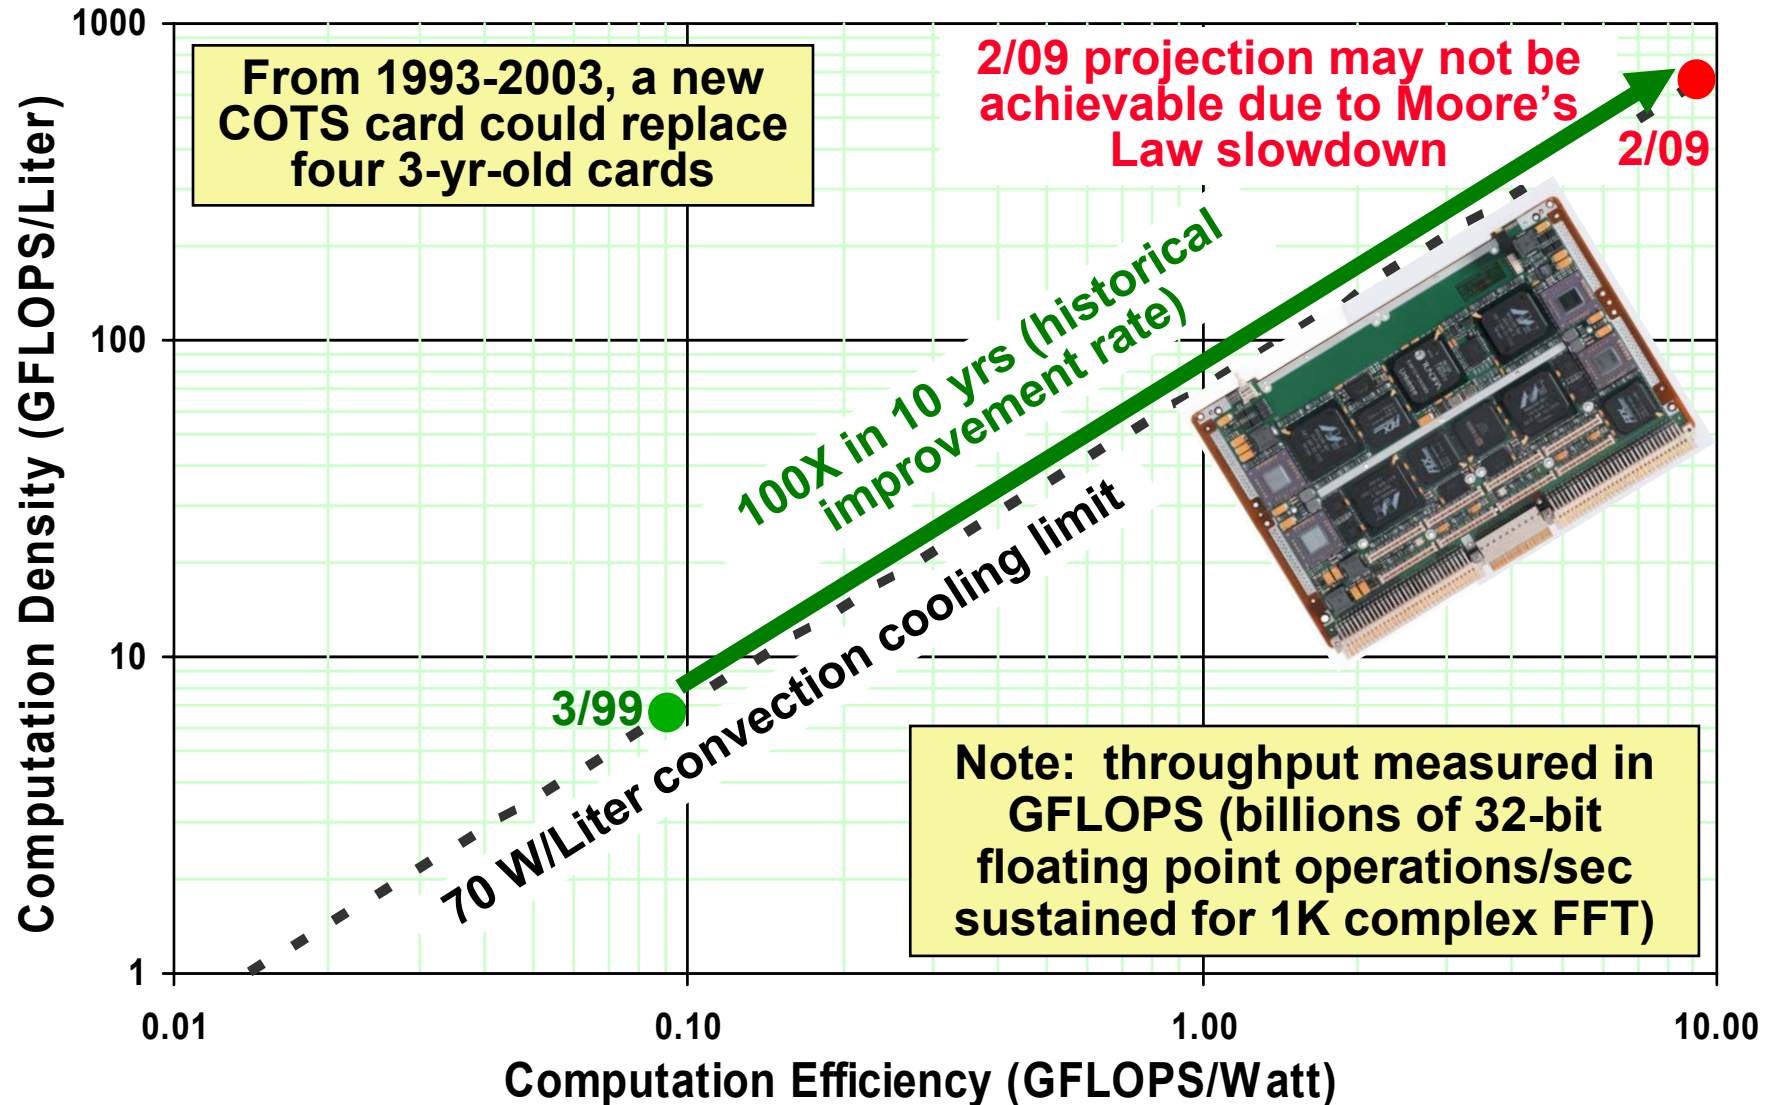 1000
100
10
1
Computation Density (GFLOPS/Liter)
From 1993-2003, a new
COTS card could replace
four 3-yr-old cards
2/09 projection may not be
achievable due to Moore's
Law slowdown
2/09
100X in 10 yrs (historical
improvement rate)
70 W/Liter convection cooling limit
3/99
Note: throughput measured in
GFLOPS (billions of 32-bit
floating point operations/sec
sustained for 1K complex FFT)
0.01
0.10
1.00
10.00
Computation Efficiency (GFLOPS/Watt)